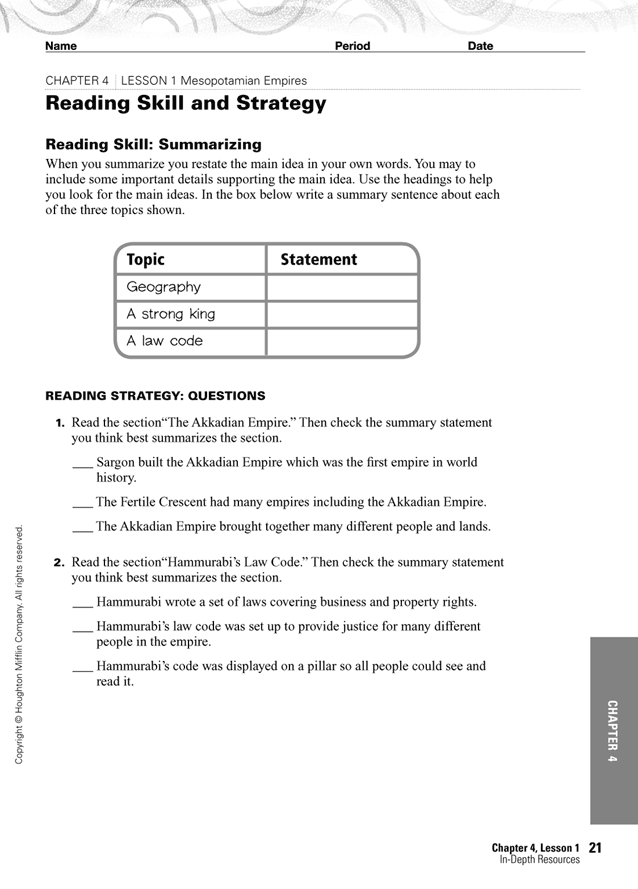 Name Period Date
CHAPTER 4 | LESSON 1 Mesopotamian Empires
Reading Skill and Strategy
Reading Skill: Summarizing
When you summarize you restate the main idea in your own words. You may to
include some important details supporting the main idea. Use the headings to help
you look for the main ideas. In the box below write a summary sentence about each
of the three topics shown.
Topic Statement
Geography
A strong king
A law code
READING STRATEGY: QUESTIONS
1. Read the section“The Akkadian Empire.” Then check the summary statement
you think best summarizes the section.
___ Sargon built the Akkadian Empire which was the first empire in world
history.
___ The Fertile Crescent had many empires including the Akkadian Empire.
___ The Akkadian Empire brought together many different people and lands.
2. Read the section“Hammurabi’s Law Code.” Then check the summary statement
you think best summarizes the section.
___ Hammurabi wrote a set of laws covering business and property rights.
___ Hammurabi’s law code was set up to provide justice for many different
people in the empire.
___ Hammurabi’s code was displayed on a pillar so all people could see and
read it.
Copyright © Houghton Mifflin Company. All rights reserved.
CHAPTER 4
Chapter 4, Lesson 1 21
In-Depth Resources